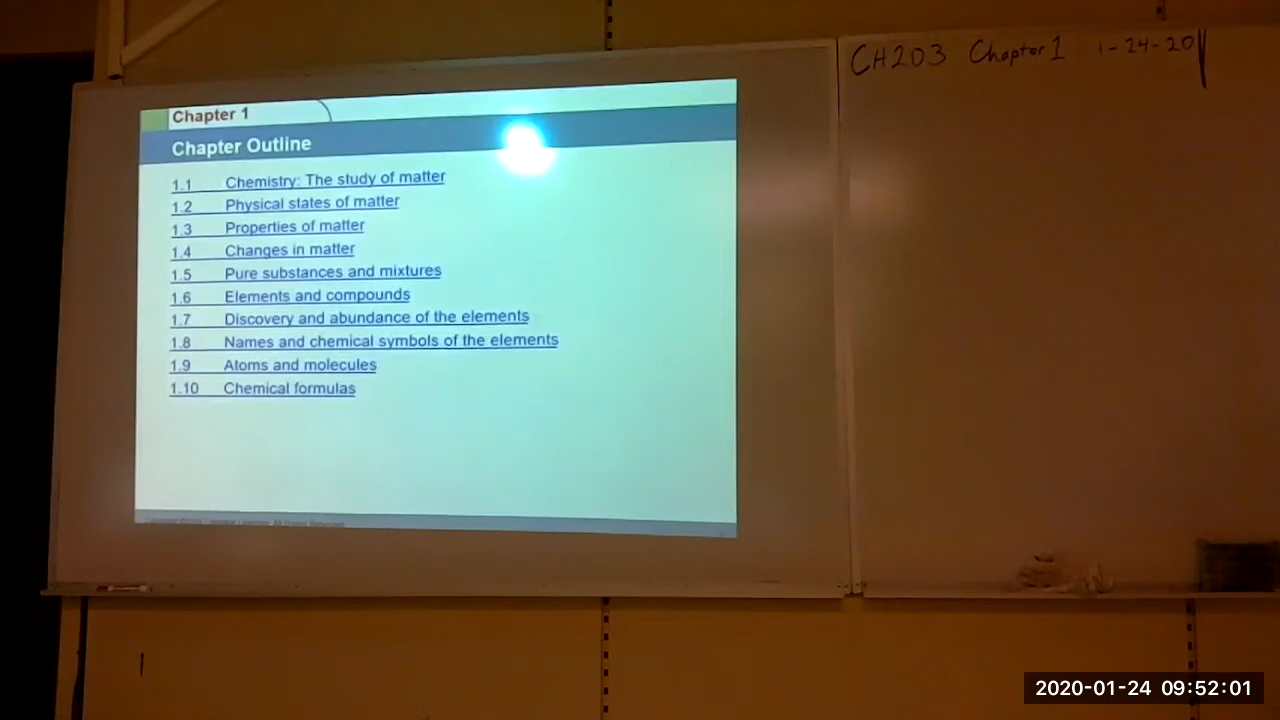 CH203 Chapter 1 1-24-20
Chapter 1
Chapter Outline
1.1 Chemistry: The study of matter
1.2 Physical states of matter
1.3 Properties of matter
1.4 Changes in matter
1.5 Pure substances and mixtures
1.6 Elements and compounds
1.7 Discovery and abundance of the elements
1.8 Names and chemical symbols of the elements
1.9 Atoms and molecules
1.10 Chemical formulas
2020-01-24 09:52:01